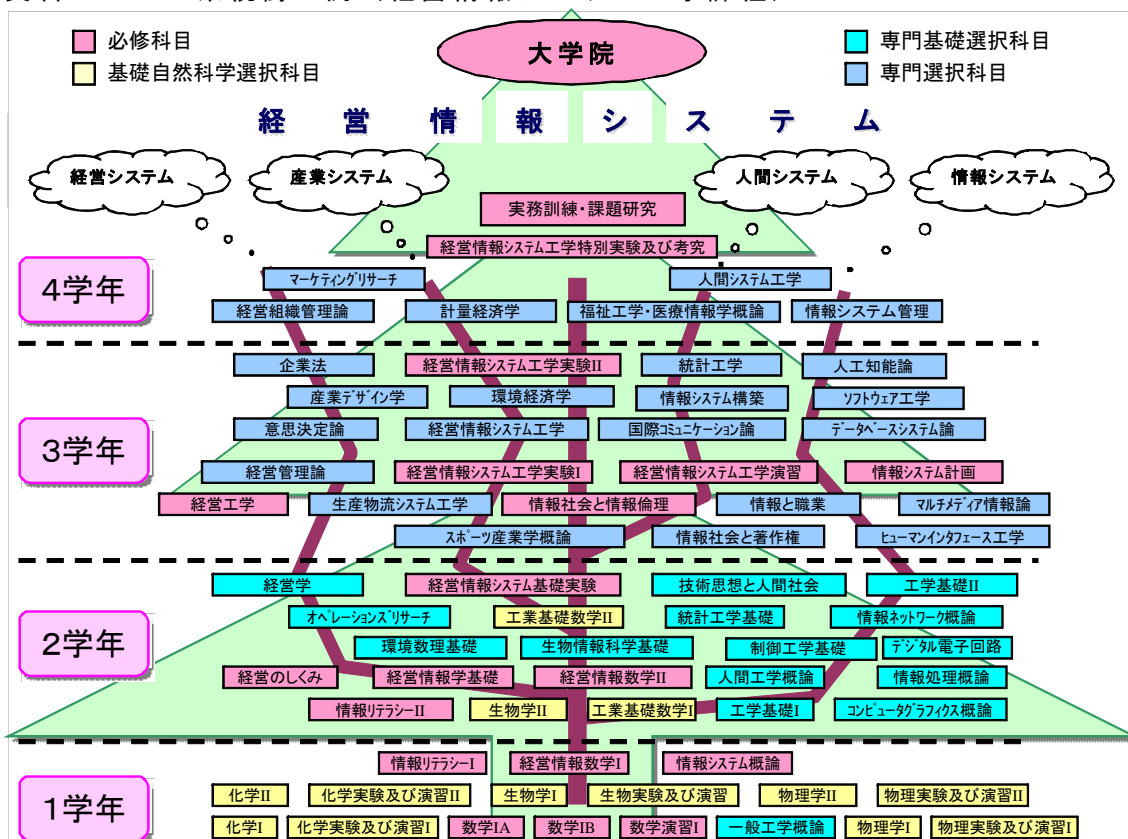 必修科目
基礎自然科学選択科目
専門基礎選択科目
専門選択科目
大学院
経営情報システム
経営システム
産業システム
人間システム
情報システム
実務訓練・課題研究
経営情報システム工学特別実験及び考究
4学年
マーケティングリサーチ
人間システム工学
経営組織管理論
計量経済学
福祉工学・医療情報学概論
情報システム管理
3学年
企業法
経営情報システム工学実験II
統計工学
人工知能論
産業デザイン学
環境経済学
情報システム構築
ソフトウェア工学
意思決定論
経営情報システム工学
国際コミュニケーション論
データベースシステム論
経営管理論
経営情報システム工学実験I
経営情報システム工学演習
情報システム計画
経営工学
生産物流システム工学
情報社会と情報倫理
情報と職業
マルチメディア情報論
スポーツ産業学概論
情報社会と著作権
ヒューマンインタフェース工学
2学年
経営学
経営情報システム基礎実験
技術思想と人間社会
工学基礎II
オペレーションズリサーチ
工業基礎数学II
統計工学基礎
情報ネットワーク概論
環境数理基礎
生物情報科学基礎
制御工学基礎
デジタル電子回路
経営のしくみ
経営情報学基礎
経営情報数学II
人間工学概論
情報処理概論
情報リテラシーII
生物学II
工業基礎数学I
工学基礎I
コンピュータグラフィクス概論
1学年
情報リテラシーI
経営情報数学I
情報システム概論
化学II
化学実験及び演習II
生物学I
生物実験及び演習
物理学II
物理実験及び演習II
化学I
化学実験及び演習I
数学IA
数学IB
数学演習I
一般工学概論
物理学I
物理実験及び演習I